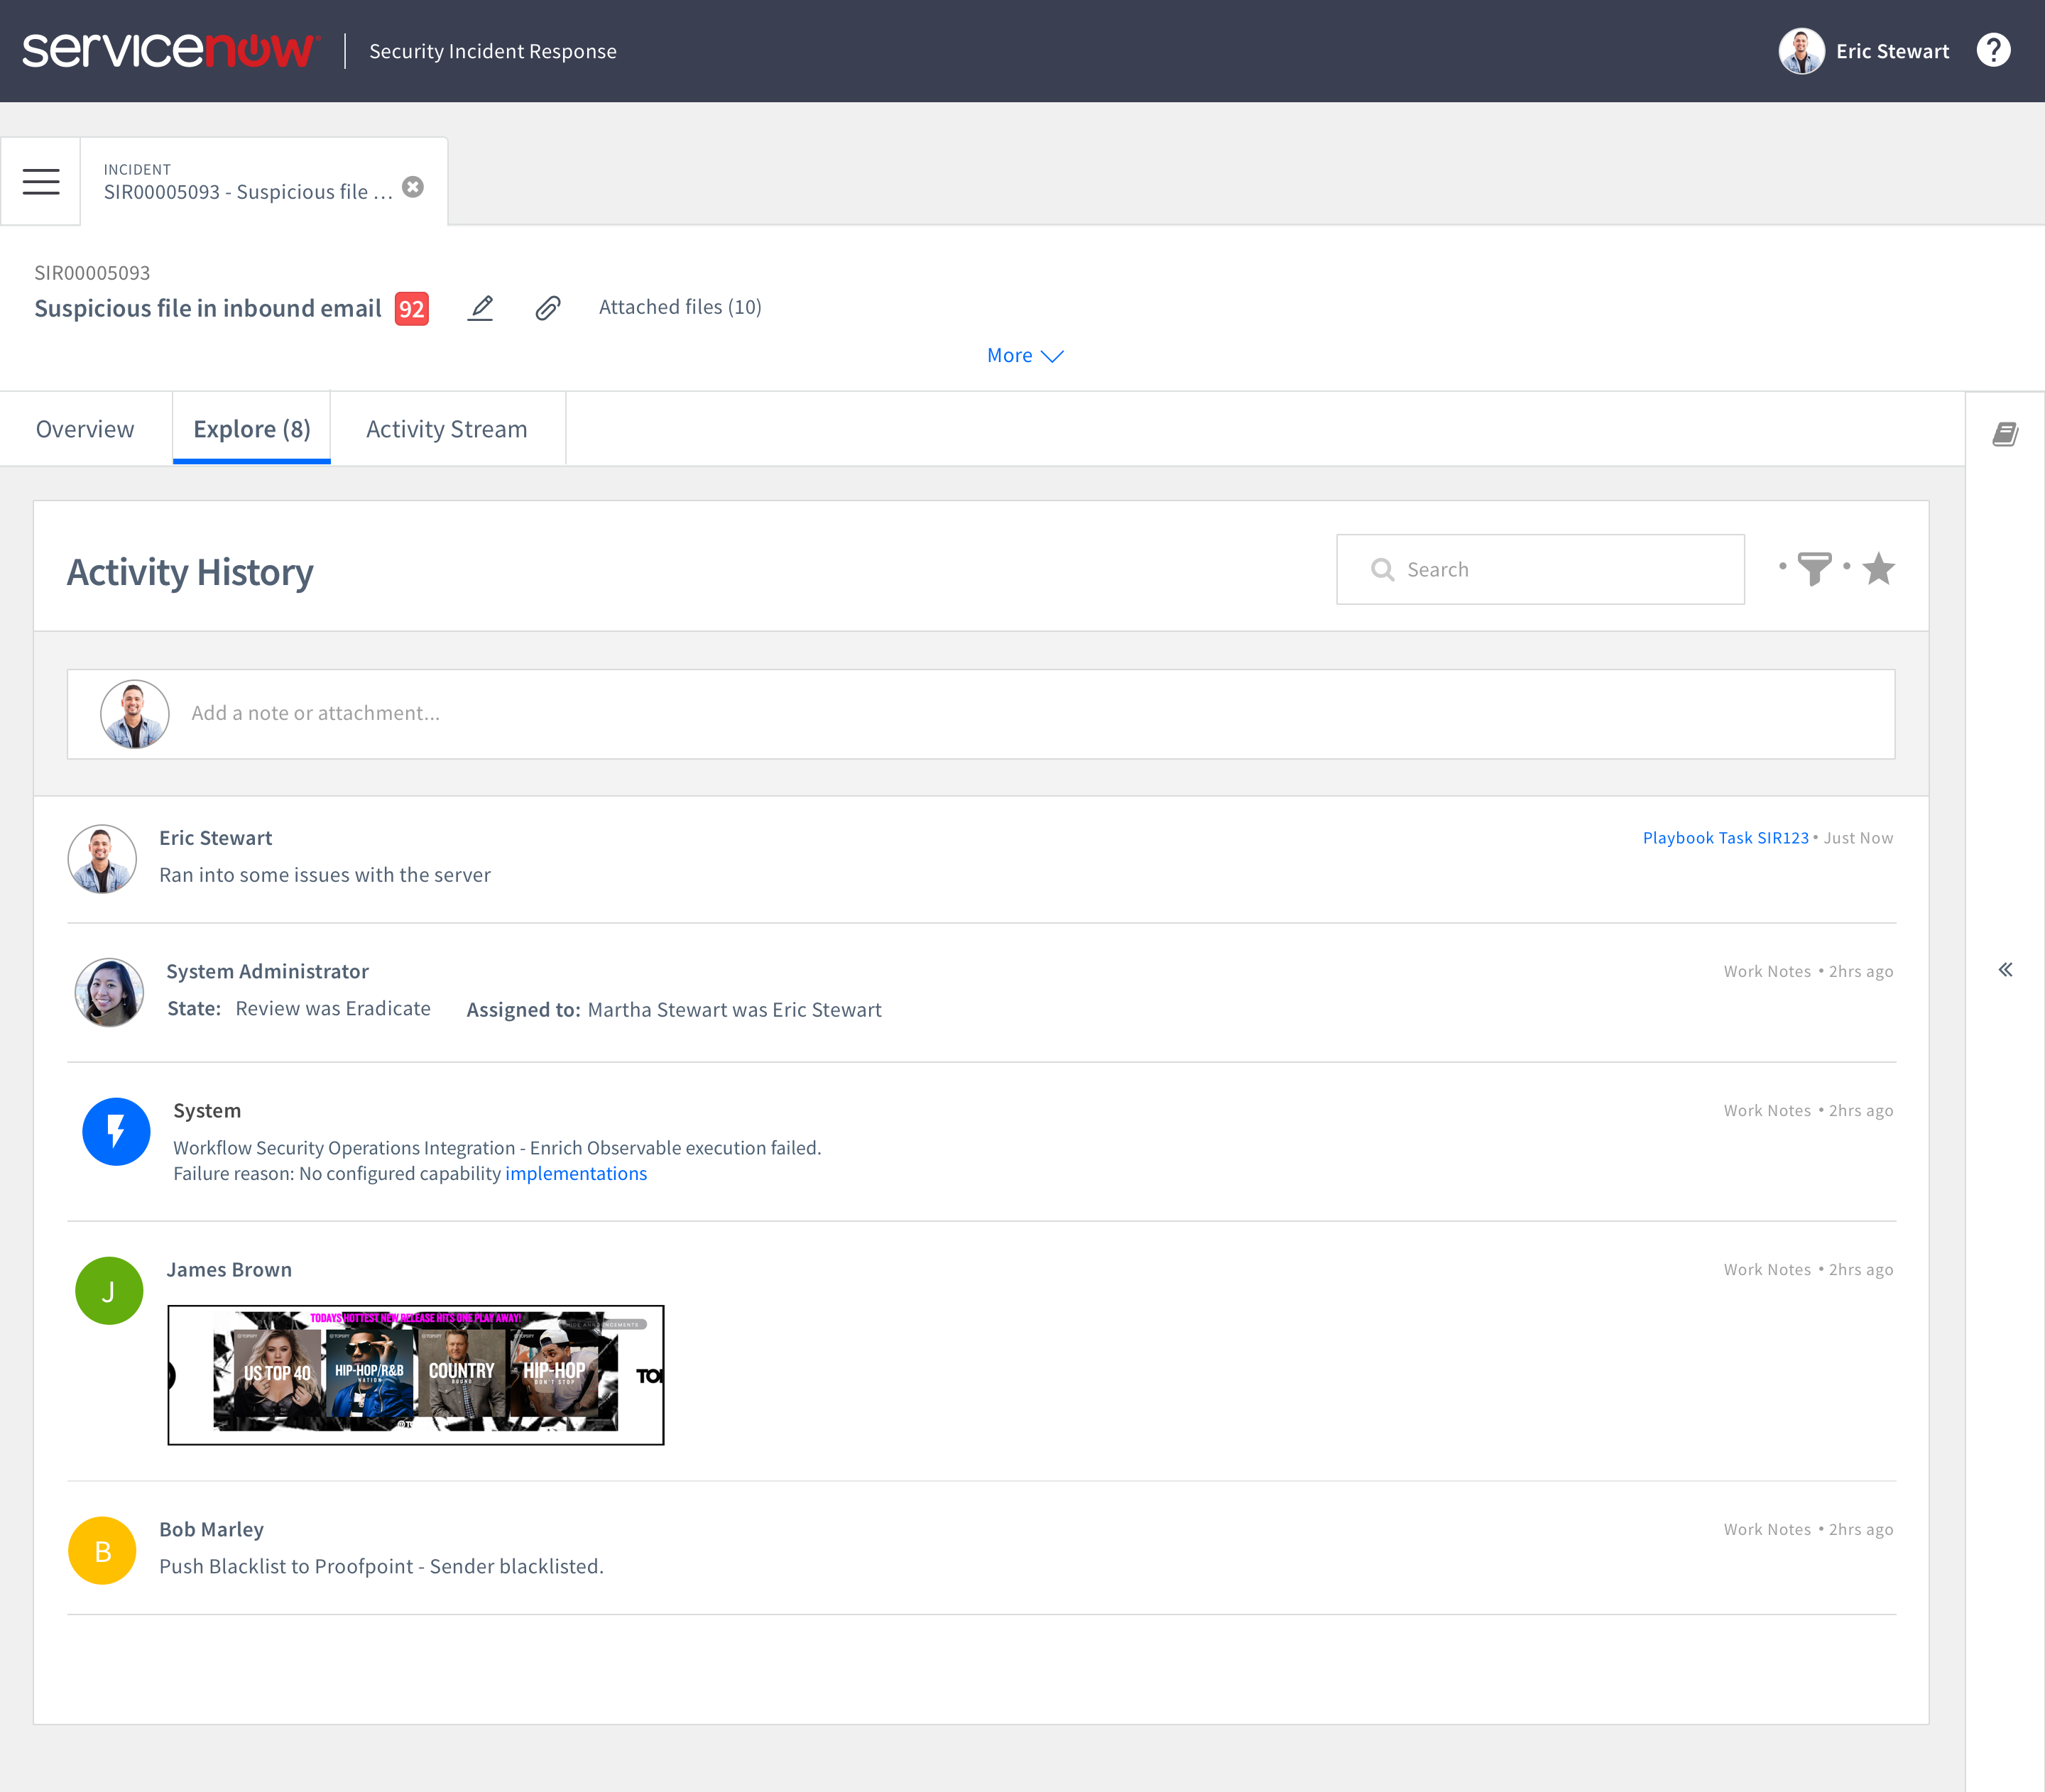 servicenow
Security Incident Response
Eric Stewart
INCIDENT
SIR00005093 - Suspicious file ...
SIR00005093
Suspicious file in inbound email 92
Attached files (10)
More
Overview
Explore (8)
Activity Stream
Activity History
Search
Add a note or attachment...
Eric Stewart
Playbook Task SIR123 • Just Now
Ran into some issues with the server
System Administrator
Work Notes • 2hrs ago
State: Review was Eradicate
Assigned to: Martha Stewart was Eric Stewart
System
Work Notes • 2hrs ago
Workflow Security Operations Integration - Enrich Observable execution failed.
Failure reason: No configured capability implementations
J
James Brown
Work Notes • 2hrs ago
TODAYS HOTTEST NEW RELEASE HITS ONE PLAY AWAY!
US TOP 40
HIP-HOP/R&B
NATION
COUNTRY
HIP-HOP
DON'T STOP
B
Bob Marley
Work Notes • 2hrs ago
Push Blacklist to Proofpoint - Sender blacklisted.